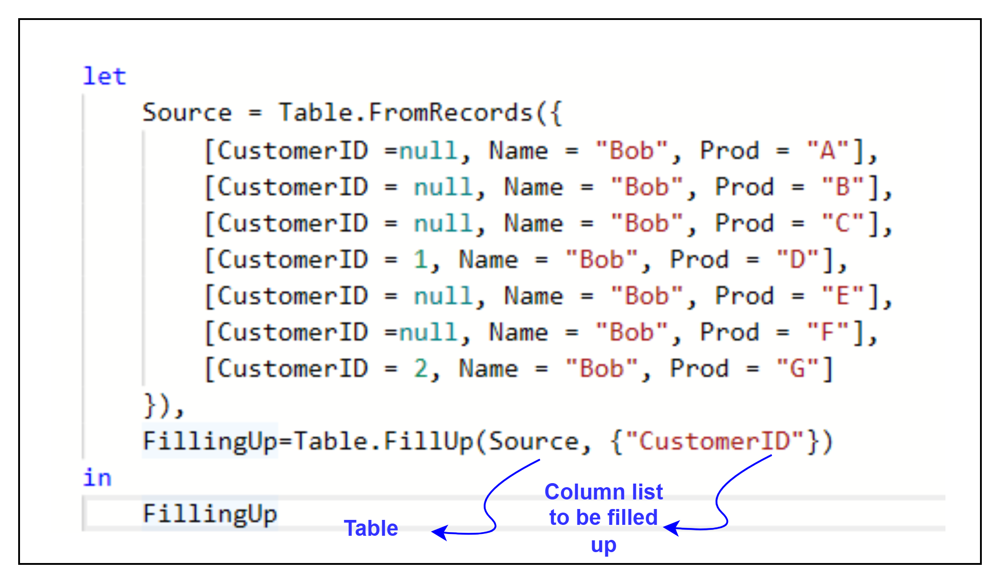 let
Source = Table.FromRecords({
[CustomerID =null, Name = "Bob", Prod = "A"],
[CustomerID = null, Name = "Bob", Prod = "B"],
[CustomerID = null, Name = "Bob", Prod = "C"],
[CustomerID = 1, Name = "Bob", Prod = "D"],
[CustomerID = null, Name = "Bob", Prod = "E"],
[CustomerID =null, Name = "Bob", Prod = "F"],
[CustomerID = 2, Name = "Bob", Prod = "G"]
}),
FillingUp=Table.FillUp(Source, {"CustomerID"})
in
FillingUp
Table
Column list
to be filled
up